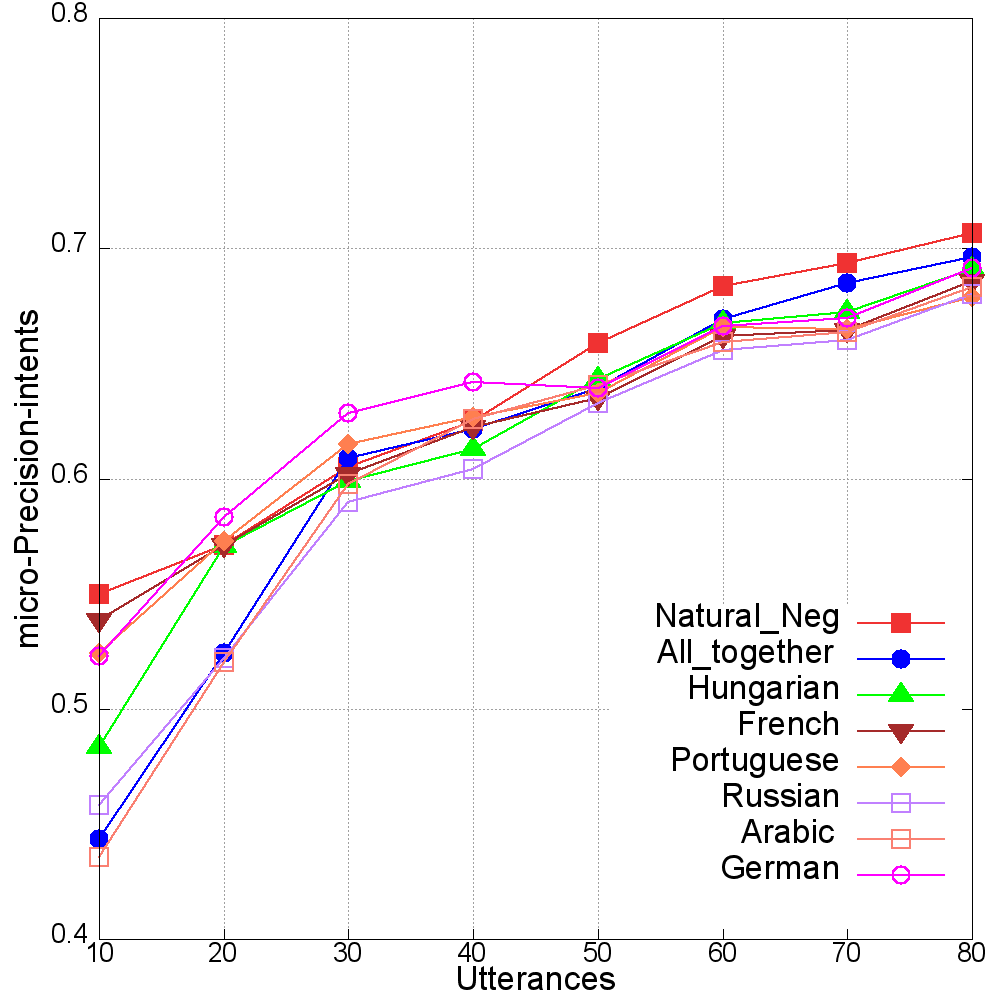 0.8
0.7
0.6
0.5
0.4
micro-Precision-intents
Natural_Neg
All_together
Hungarian
French
Portuguese
Russian
Arabic
German
10 20 30 40 50 60 70 80
Utterances